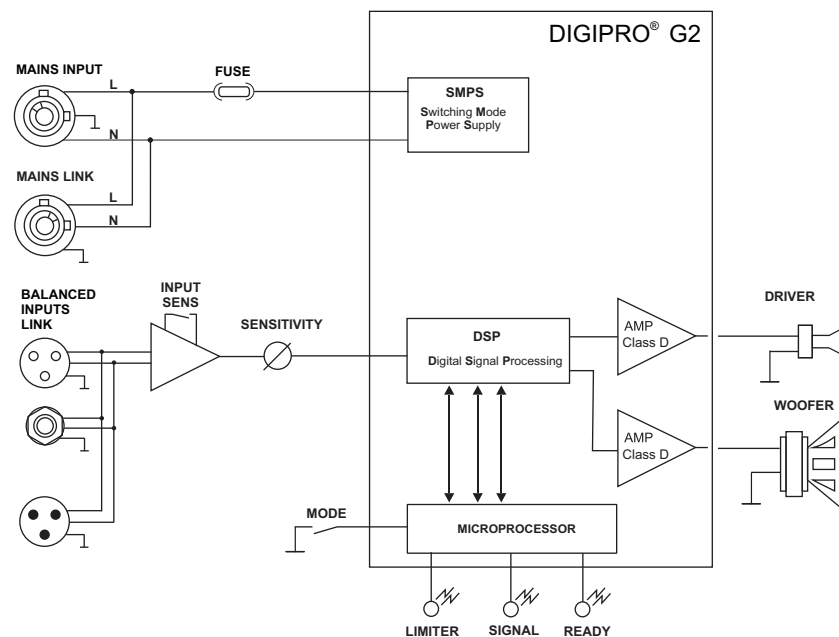 DIGIPRO® G2
MAINS INPUT
L
FUSE
SMPS
Switching Mode
Power Supply
N
MAINS LINK
L
N
BALANCED
INPUTS
LINK
INPUT
SENS
SENSITIVITY
DSP
Digital Signal Processing
AMP
Class D
DRIVER
AMP
Class D
WOOFER
MODE
MICROPROCESSOR
LIMITER
SIGNAL
READY